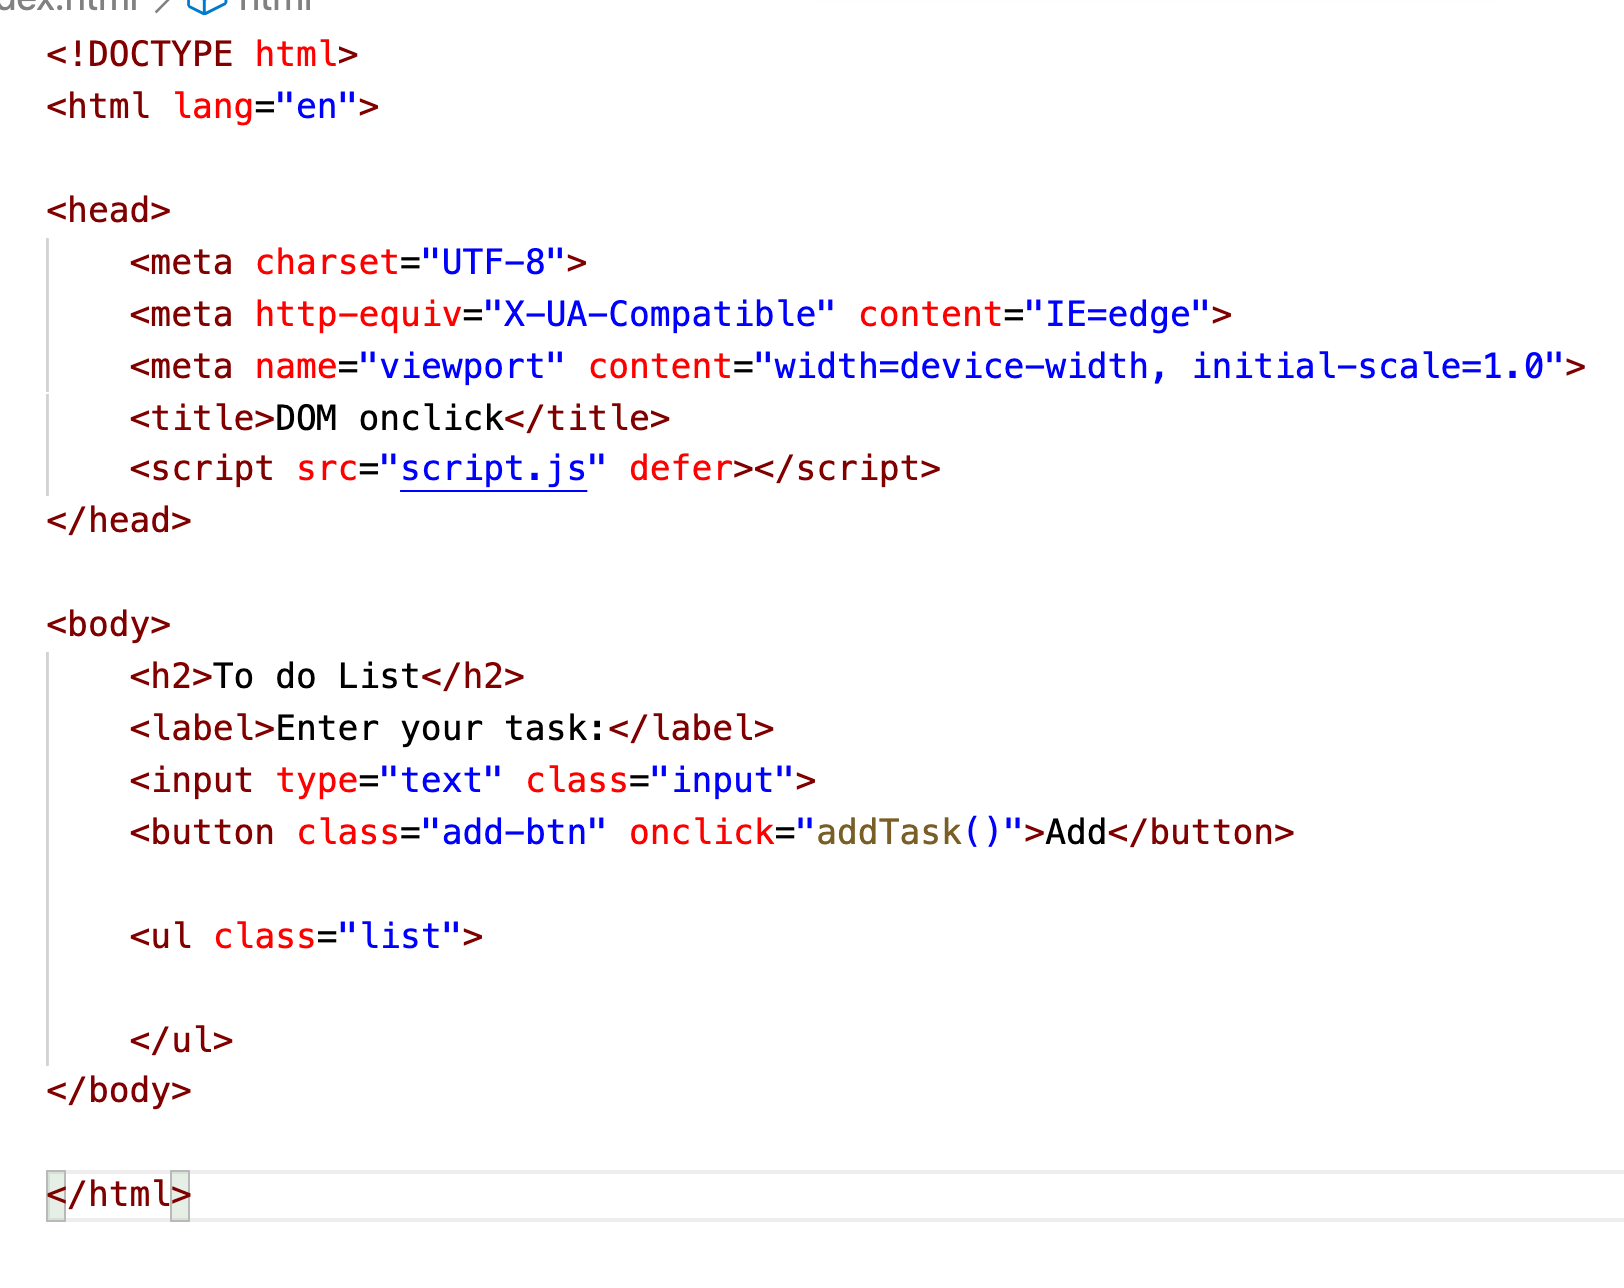 <!DOCTYPE html>
<html lang="en">
<head>
<meta charset="UTF-8">
<meta http-equiv="X-UA-Compatible" content="IE=edge">
<meta name="viewport" content="width=device-width, initial-scale=1.0">
<title>DOM onclick</title>
<script src="script.js" defer></script>
</head>
<body>
<h2>To do List</h2>
<label>Enter your task:</label>
<input type="text" class="input">
<button class="add-btn" onclick="addTask()">Add</button>
<ul class="list">
</ul>
</body>
</html>